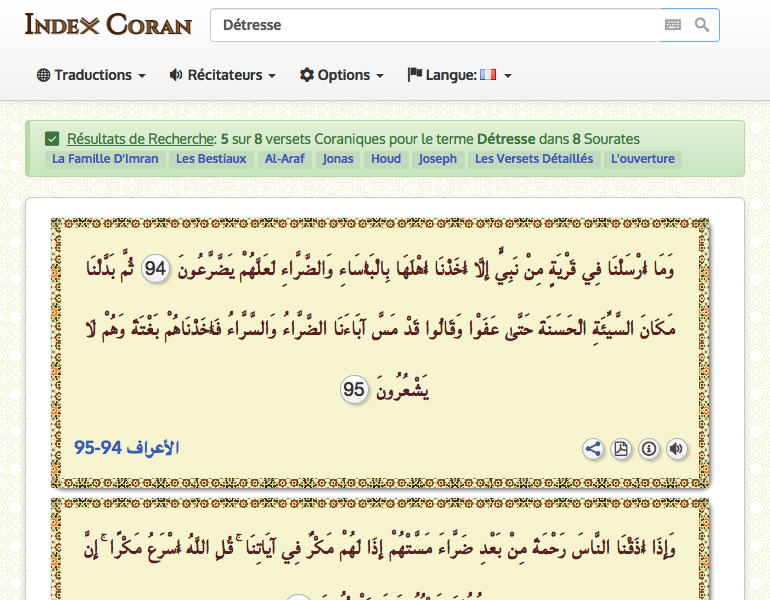 Index Coran
Détresse
Traductions Récitateurs Options Langue:
Résultats de Recherche: 5 sur 8 versets Coraniques pour le terme Détresse dans 8 Sourates
La Famille D'Imran Les Bestiaux Al-Araf Jonas Houd Joseph Les Versets Détaillés L'ouverture
وَمَا أَرْسَلْنَا فِي قَرْيَةٍ مِنْ نَبِيٍّ إِلَّا أَخَذْنَا أَهْلَهَا بِالْبَأْسَاءِ وَالضَّرَّاءِ لَعَلَّهُمْ يَضَّرَّعُونَ 94 ثُمَّ بَدَّلْنَا
مَكَانَ السَّيِّئَةِ الْحَسَنَةَ حَتَّىٰ عَفَوْا وَقَالُوا قَدْ مَسَّ آبَاءَنَا الضَّرَّاءُ وَالسَّرَّاءُ فَأَخَذْنَاهُمْ بَغْتَةً وَهُمْ لَا
يَشْعُرُونَ 95
الأعراف 94-95
وَإِذَا أَذَقْنَا النَّاسَ رَحْمَةً مِنْ بَعْدِ ضَرَّاءَ مَسَّتْهُمْ إِذَا لَهُمْ مَكْرٌ فِي آيَاتِنَا ۚ قُلِ اللَّهُ أَسْرَعُ مَكْرًا ۚ إِنَّ